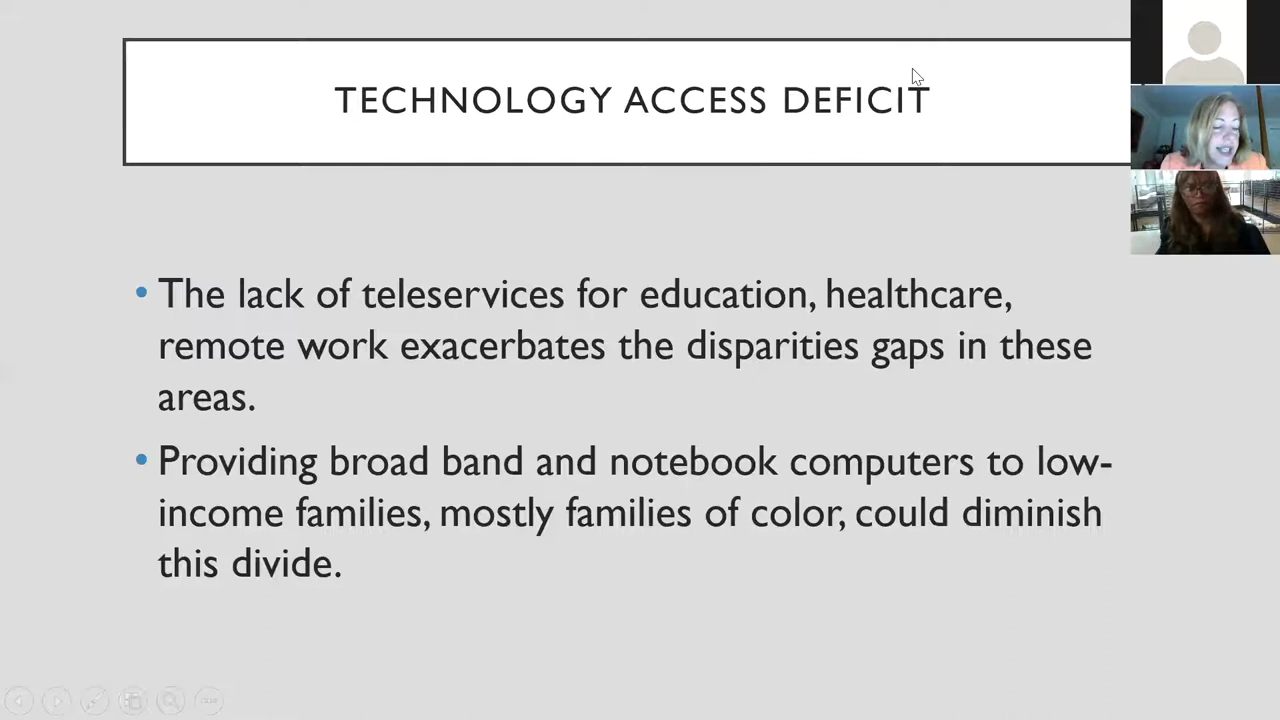 TECHNOLOGY ACCESS DEFICIT
• The lack of teleservices for education, healthcare,
remote work exacerbates the disparities gaps in these
areas.
• Providing broad band and notebook computers to low-
income families, mostly families of color, could diminish
this divide.